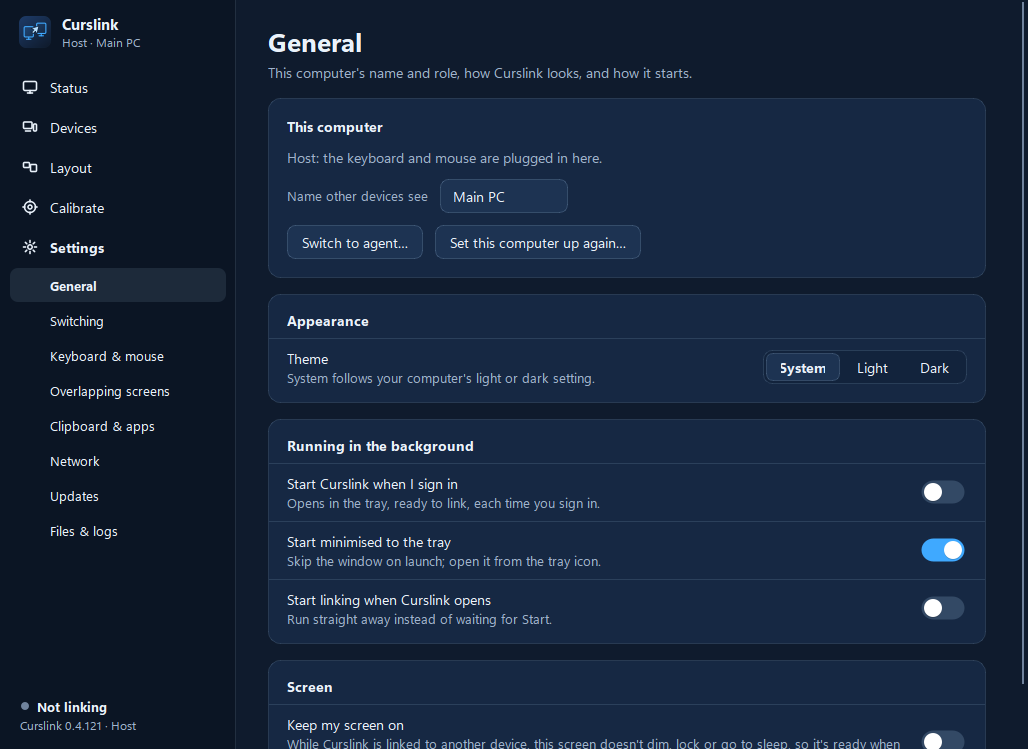 Curslink
Host · Main PC
Status
Devices
Layout
Calibrate
Settings
General
Switching
Keyboard & mouse
Overlapping screens
Clipboard & apps
Network
Updates
Files & logs
Not linking
Curslink 0.4.121 · Host
General
This computer's name and role, how Curslink looks, and how it starts.
This computer
Host: the keyboard and mouse are plugged in here.
Name other devices see
Main PC
Switch to agent...
Set this computer up again...
Appearance
Theme
System follows your computer's light or dark setting.
System
Light
Dark
Running in the background
Start Curslink when I sign in
Opens in the tray, ready to link, each time you sign in.
Start minimised to the tray
Skip the window on launch; open it from the tray icon.
Start linking when Curslink opens
Run straight away instead of waiting for Start.
Screen
Keep my screen on
While Curslink is linked to another device, this screen doesn't dim, lock or go to sleep, so it's ready when